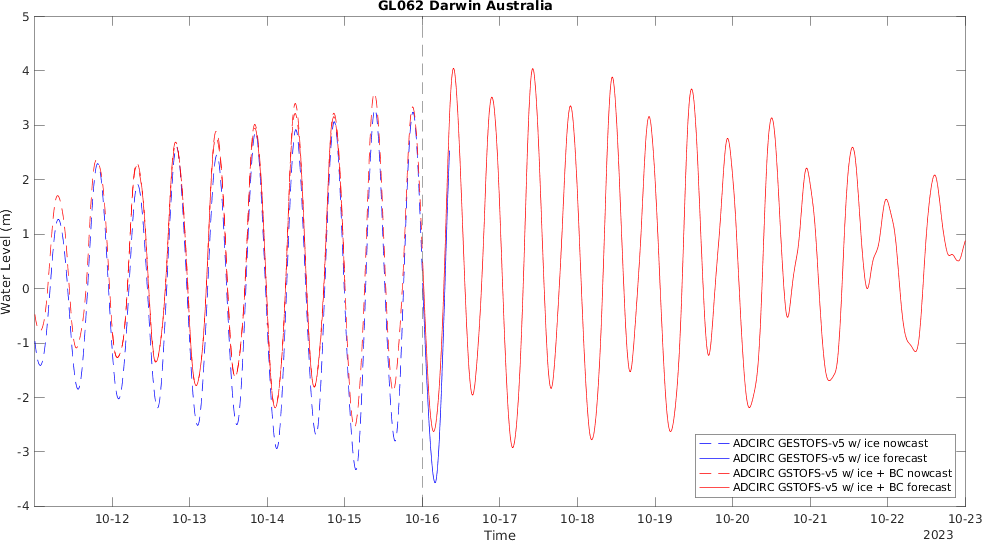 GL062 Darwin Australia
5
4
3
2
1
0
-1
-2
-3
-4
Water Level (m)
ADCIRC GESTOFS-v5 w/ ice nowcast
ADCIRC GESTOFS-v5 w/ ice forecast
ADCIRC GSTOFS-v5 w/ ice + BC nowcast
ADCIRC GSTOFS-v5 w/ ice + BC forecast
10-12 10-13 10-14 10-15 10-16 10-17 10-18 10-19 10-20 10-21 10-22 10-23
Time 2023